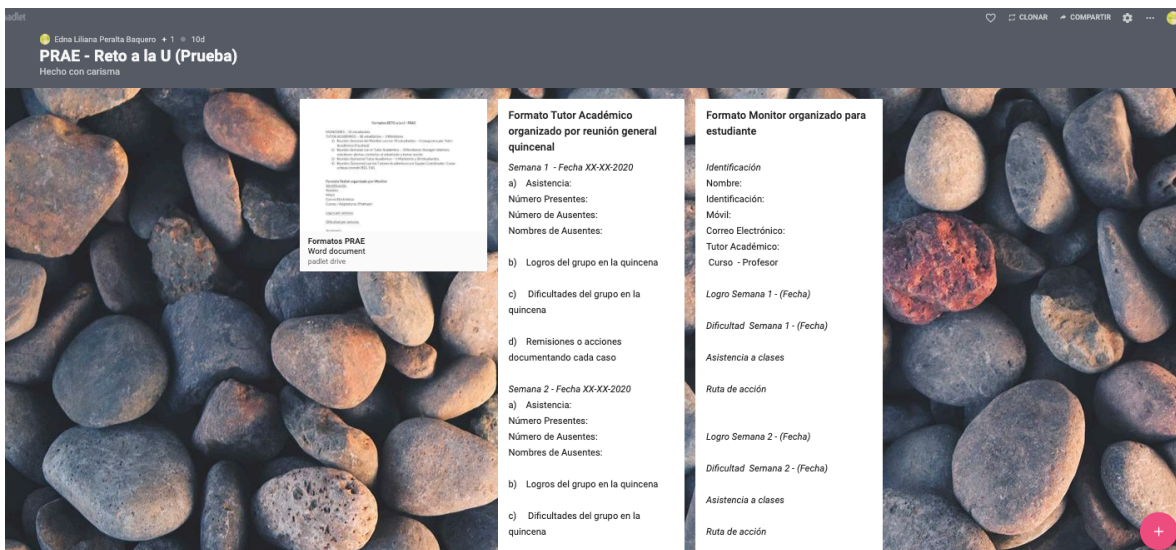 padlet
CLONAR
COMPARTIR
Edna Liliana Peralta Baquero + 1 10d
PRAE - Reto a la U (Prueba)
Hecho con carisma
Formatos PRAE
Word document
padlet drive
Formato Tutor Académico
organizado por reunión general
quincenal
Semana 1 - Fecha XX-XX-2020
a) Asistencia:
Número Presentes:
Número de Ausentes:
Nombres de Ausentes:
b) Logros del grupo en la quincena
c) Dificultades del grupo en la
quincena
d) Remisiones o acciones
documentando cada caso
Semana 2 - Fecha XX-XX-2020
a) Asistencia:
Número Presentes:
Número de Ausentes:
Nombres de Ausentes:
b) Logros del grupo en la quincena
c) Dificultades del grupo en la
quincena
Formato Monitor organizado para
estudiante
Identificación
Nombre:
Identificación:
Móvil:
Correo Electrónico:
Tutor Académico:
Curso - Profesor
Logro Semana 1 - (Fecha)
Dificultad Semana 1 - (Fecha)
Asistencia a clases
Ruta de acción
Logro Semana 2 - (Fecha)
Dificultad Semana 2 - (Fecha)
Asistencia a clases
Ruta de acción